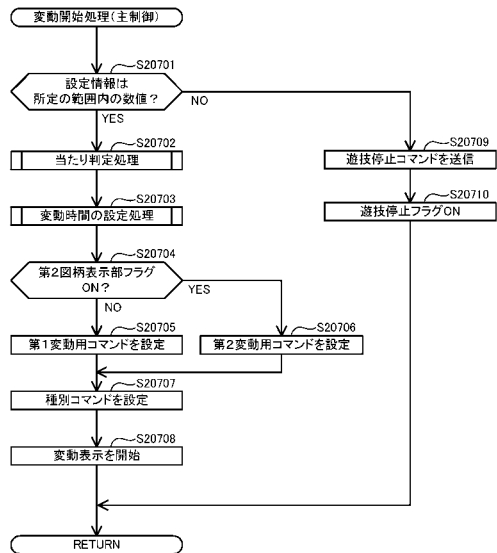 変動開始処理(主制御)
S20701
設定情報は
所定の範囲内の数値?
NO
YES
S20702
当たり判定処理
S20709
遊技停止コマンドを送信
S20703
変動時間の設定処理
S20710
遊技停止フラグON
S20704
第2図柄表示部フラグ
ON?
YES
NO
S20705
第1変動用コマンドを設定
S20706
第2変動用コマンドを設定
S20707
種別コマンドを設定
S20708
変動表示を開始
RETURN